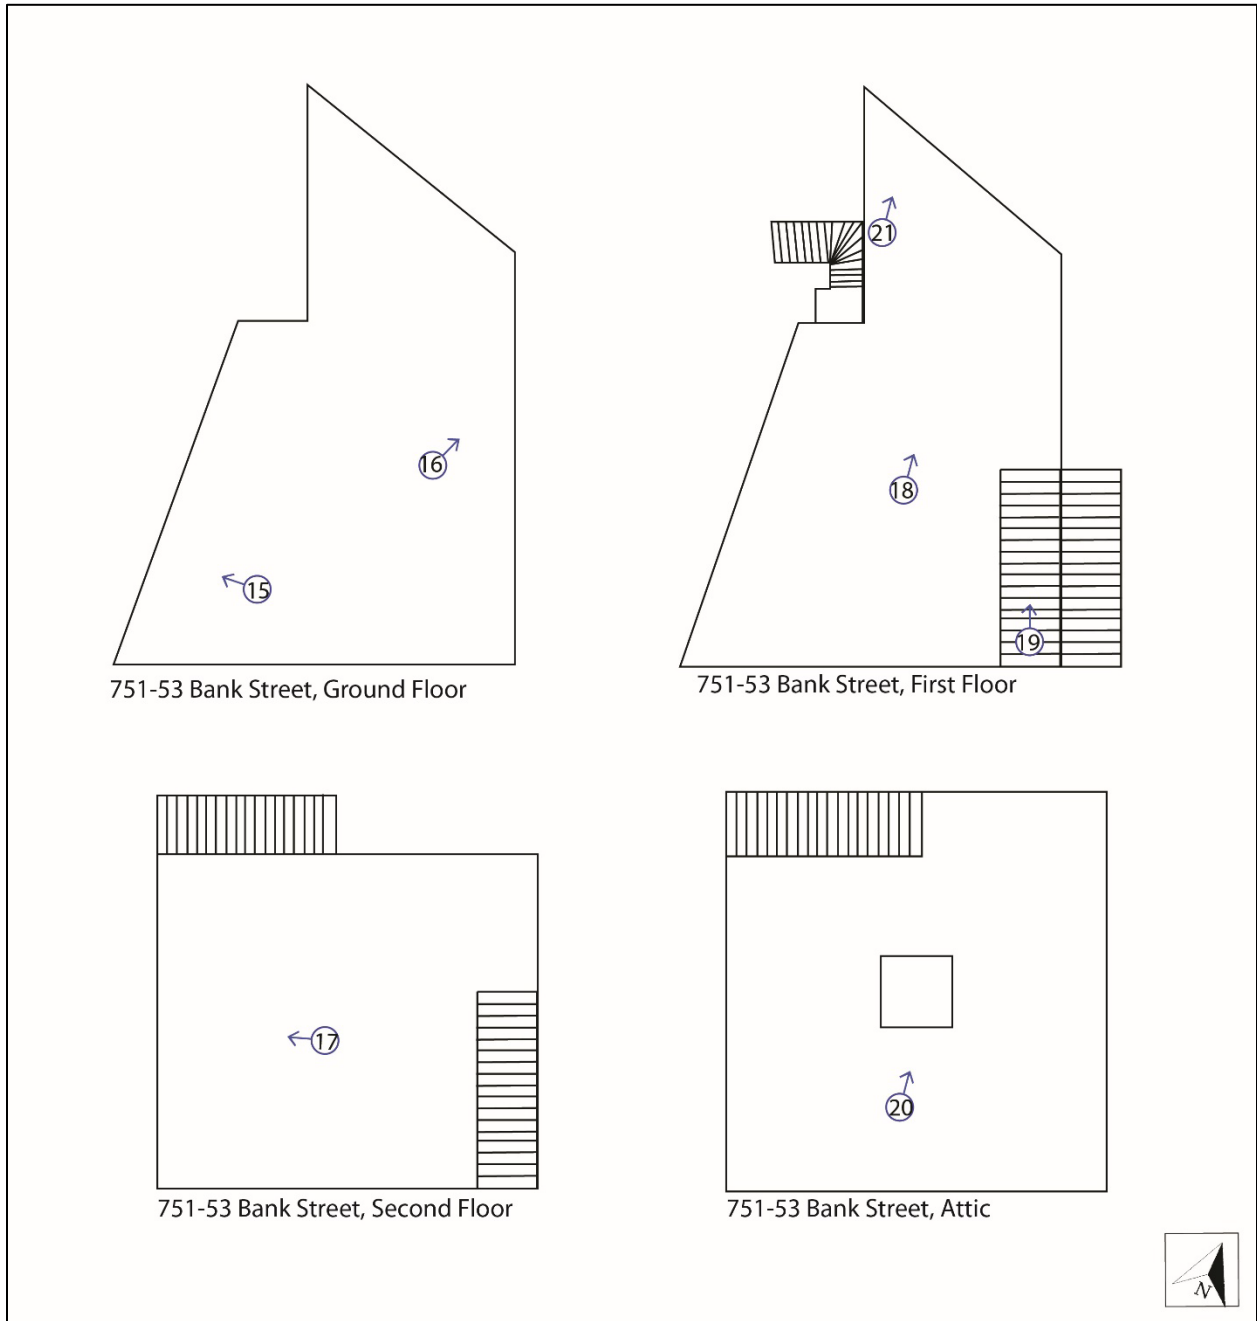 21
16
18
15
19
751-53 Bank Street, Ground Floor
751-53 Bank Street, First Floor
17
20
751-53 Bank Street, Second Floor
751-53 Bank Street, Attic
N